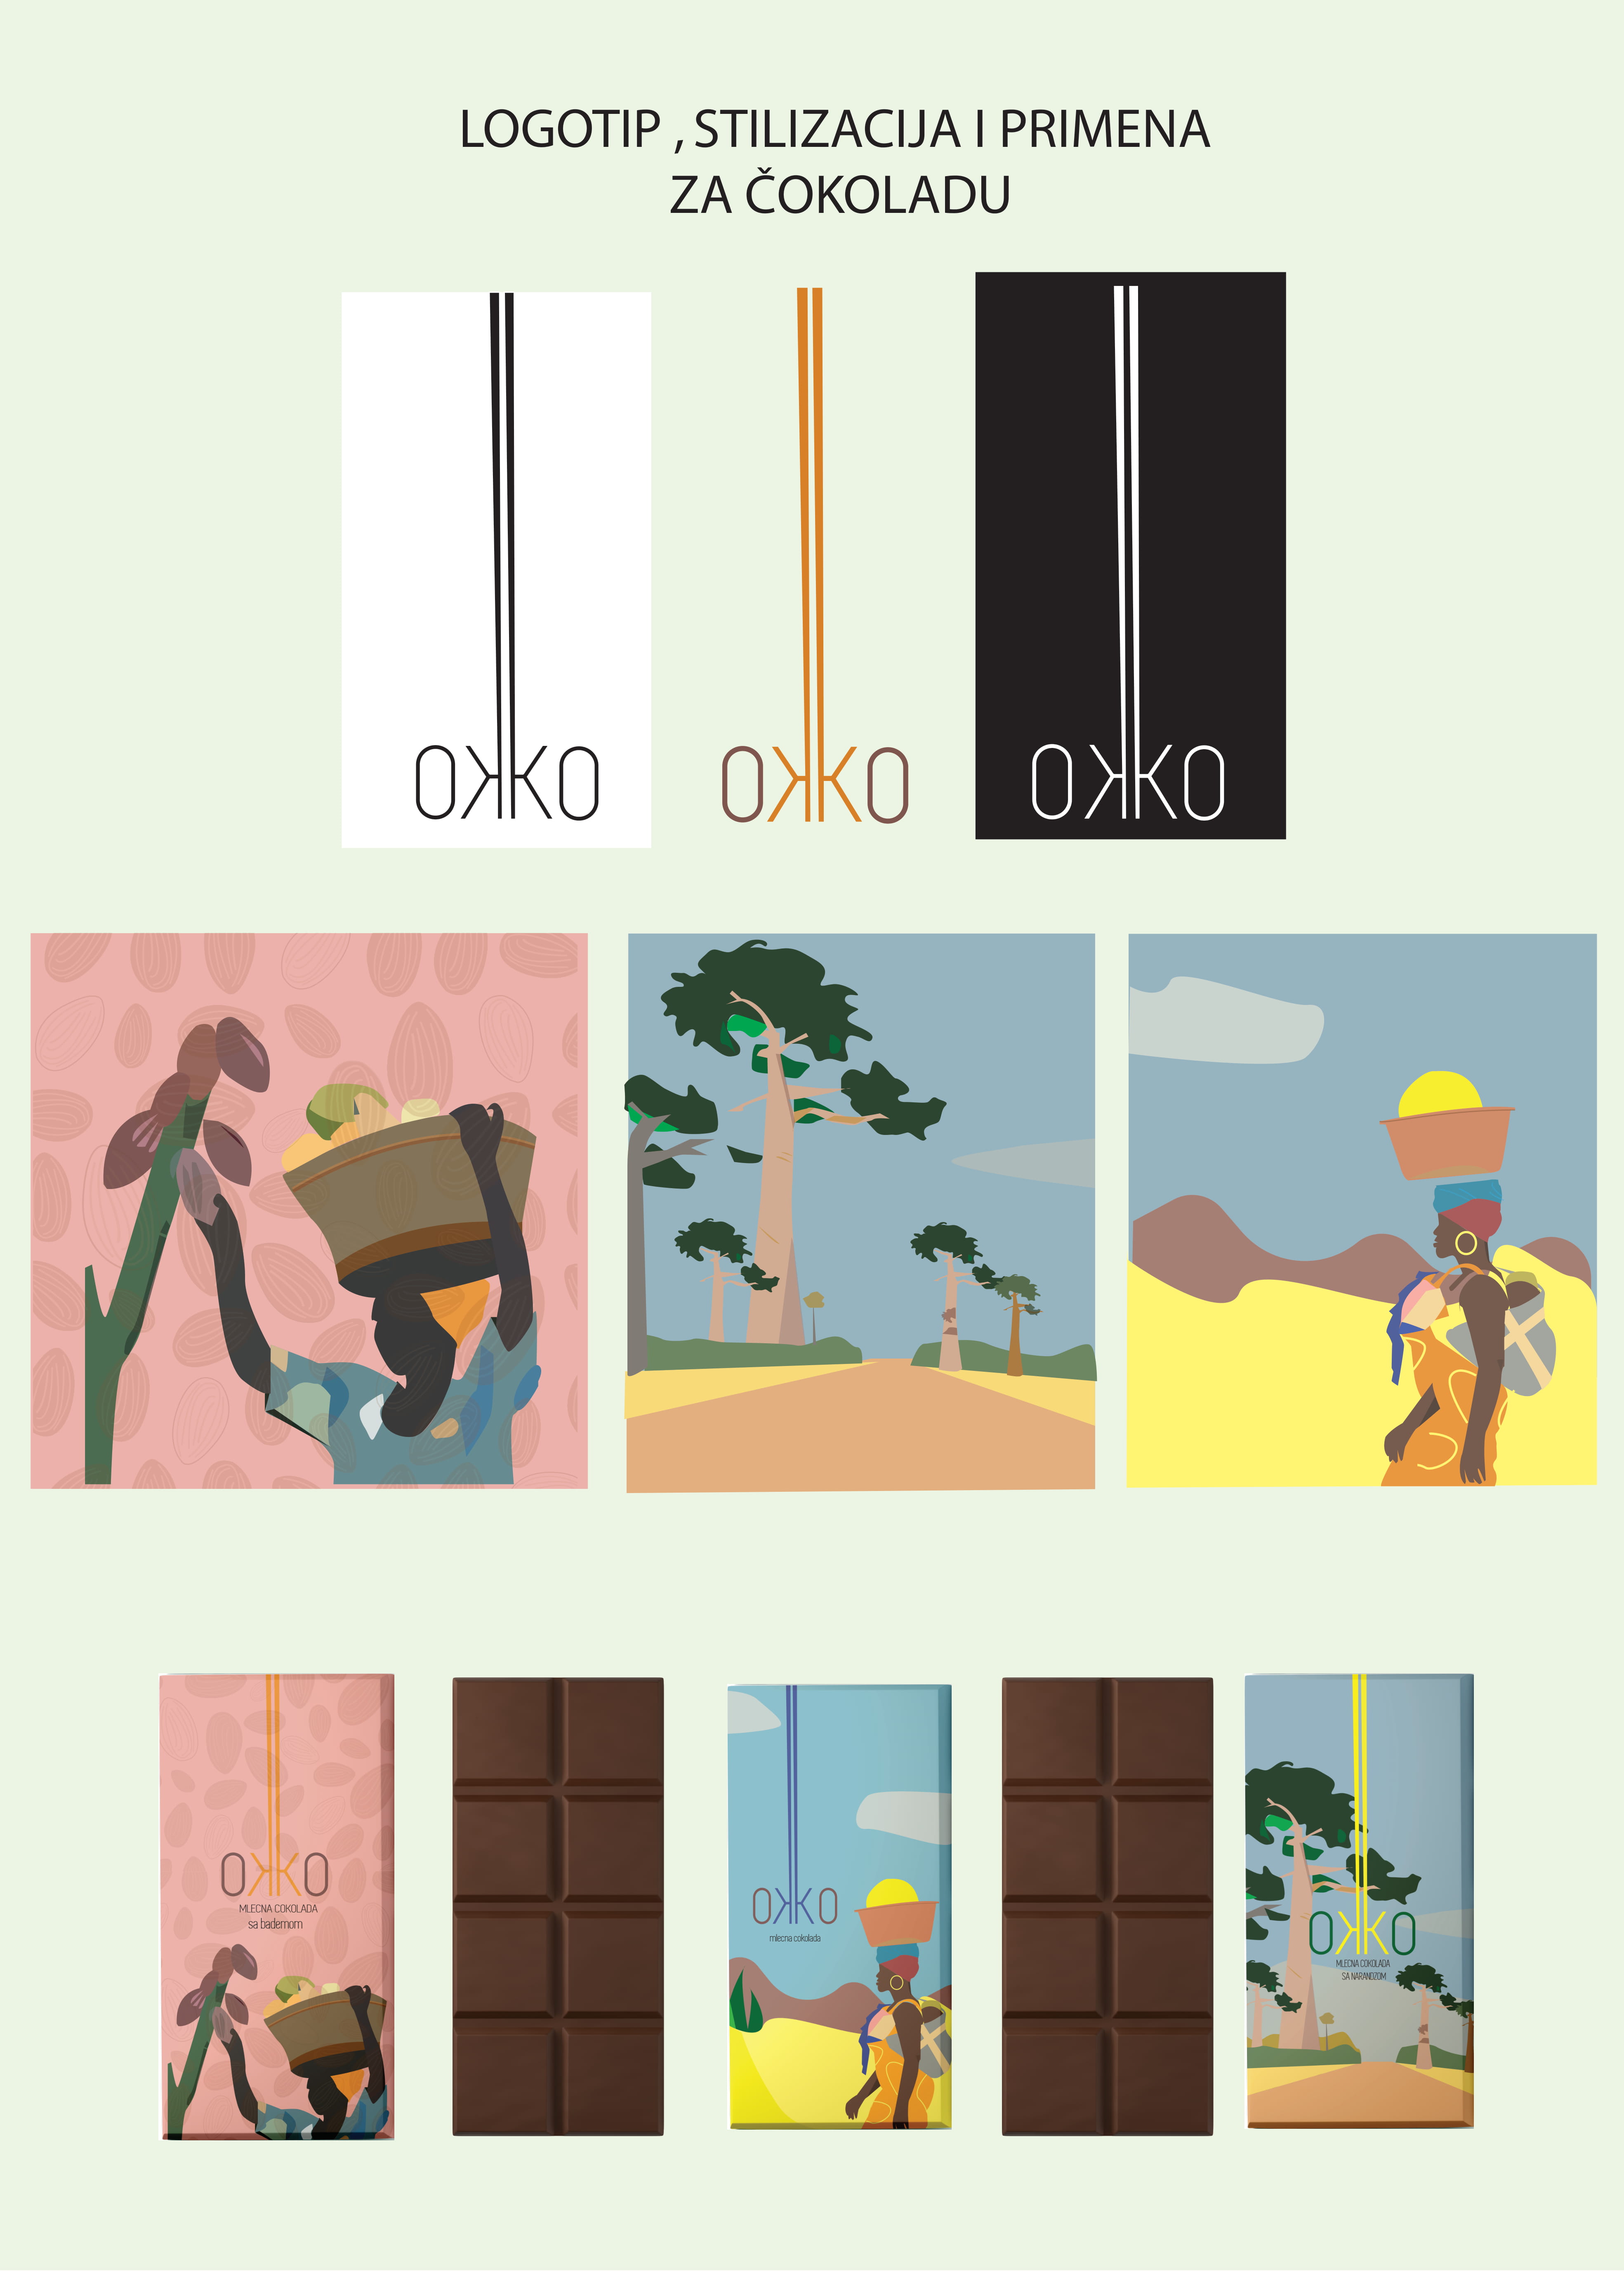 LOGOTIP , STILIZACIJA I PRIMENA
ZA ČOKOLADU
OKKO
OKKO
OKKO
OKKO
MLECNA COKOLADA
sa bademom
OKKO
mlecna cokolada
OKKO
MLECNA COKOLADA
SA NARANDZOM